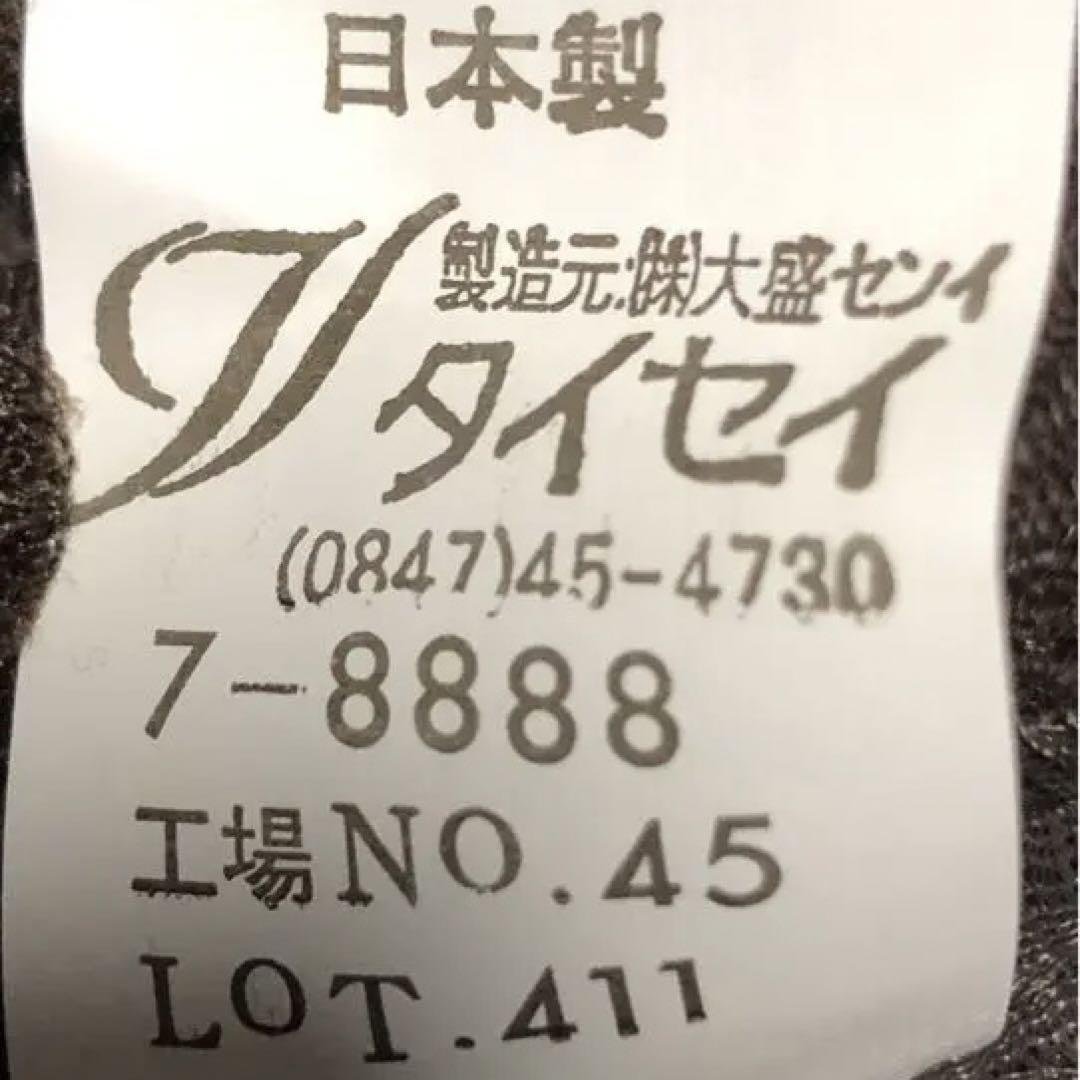 日本製
製造元:㈱大盛センイ
タイセイ
(0847)45-4730
7-8888
工場NO.45
LOT.411